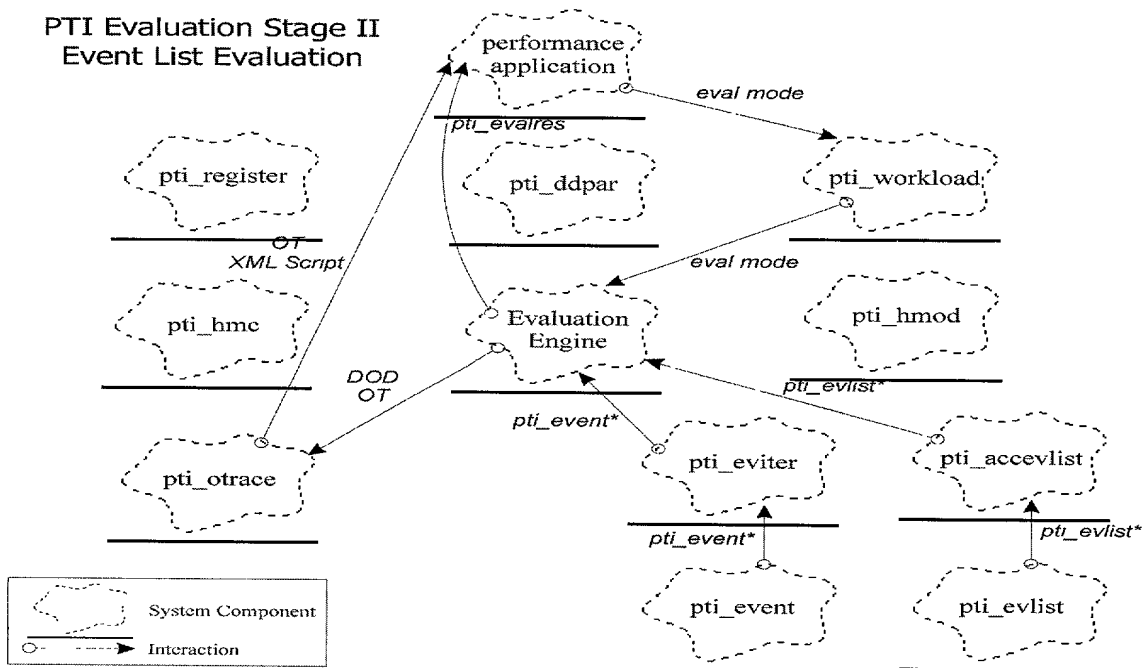 PTI Evaluation Stage II
Event List Evaluation
performance
application
eval mode
pti_evalres
pti_register
pti_ddpar
pti_workload
OT
XML Script
eval mode
pti_hmc
Evaluation
Engine
pti_hmod
DOD
OT
pti_evlist*
pti_event*
pti_otrace
pti_eviter
pti_accevlist
pti_event*
pti_evlist*
pti_event
pti_evlist
System Component
Interaction